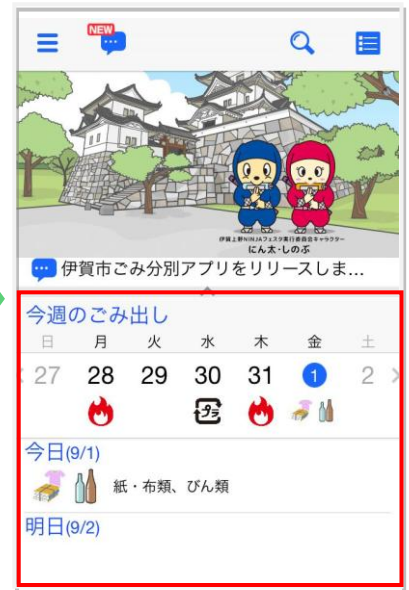 NEW
伊賀上野NINJAフェスタ実行委員会キャラクター
にん太・しのぶ
伊賀市ごみ分別アプリをリリースしま...
今週のごみ出し
日 月 火 水 木 金 土
27 28 29 30 31 1 2
プラ
今日(9/1)
紙・布類、びん類
明日(9/2)